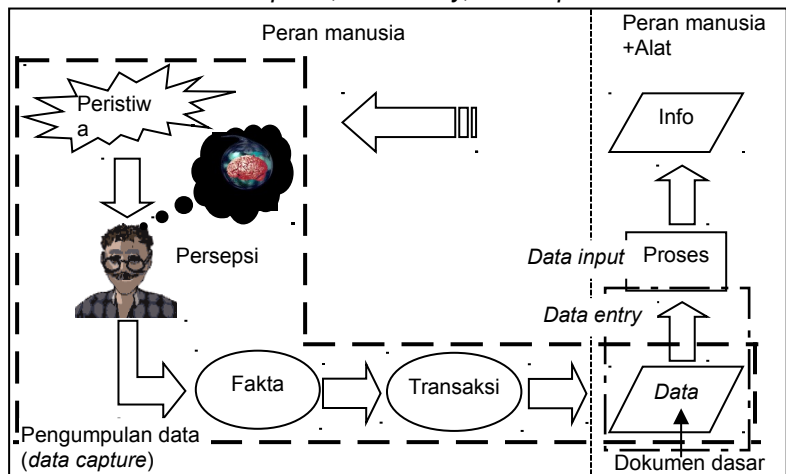 Peran manusia
Peran manusia
+Alat
Peristiw
a
Info
Persepsi
Data input
Proses
Data entry
Fakta
Transaksi
Data
Pengumpulan data
(data capture)
Dokumen dasar